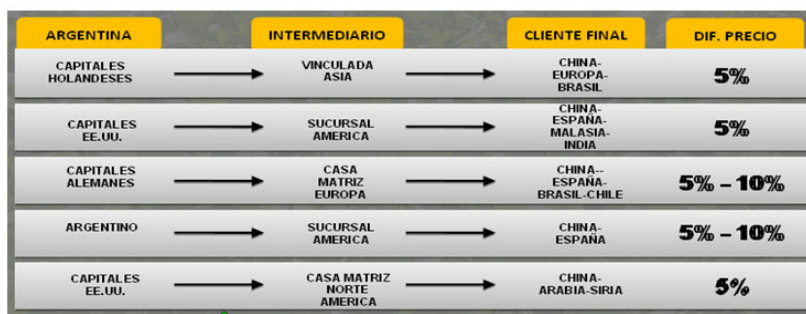 ARGENTINA INTERMEDIARIO CLIENTE FINAL DIF. PRECIO
CAPITALES
HOLANDESES
VINCULADA
ASIA
CHINA-
EUROPA-
BRASIL
5%
CAPITALES
EE.UU.
SUCURSAL
AMERICA
CHINA-
ESPAÑA-
MALASIA-
INDIA
5%
CAPITALES
ALEMANES
CASA
MATRIZ
EUROPA
CHINA--
ESPAÑA-
BRASIL-CHILE
5% – 10%
ARGENTINO
SUCURSAL
AMERICA
CHINA-
ESPAÑA
5% – 10%
CAPITALES
EE.UU.
CASA MATRIZ
NORTE
AMERICA
CHINA-
ARABIA-SIRIA
5%